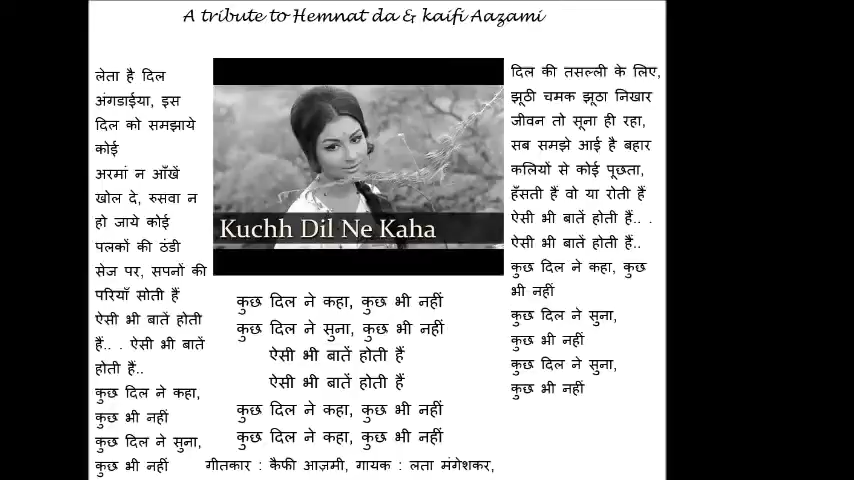 A tribute to Hemnat da & kaifi Aazami
लेता है दिल
अंगडाईया, इस
दिल को समझाये
कोई
अरमां न आँखें
खोल दे, रुसवा न
हो जाये कोई
पलकों की ठंडी
सेज पर, सपनों की
परियाँ सोती हैं
ऐसी भी बातें होती
हैं.. . ऐसी भी बातें
होती हैं..
कुछ दिल ने कहा,
कुछ भी नहीं
कुछ दिल ने सुना,
कुछ भी नहीं
Kuchh Dil Ne Kaha
कुछ दिल ने कहा, कुछ भी नहीं
कुछ दिल ने सुना, कुछ भी नहीं
ऐसी भी बातें होती हैं
ऐसी भी बातें होती हैं
कुछ दिल ने कहा, कुछ भी नहीं
कुछ दिल ने कहा, कुछ भी नहीं
गीतकार : कैफी आज़मी, गायक : लता मंगेशकर,
दिल की तसल्ली के लिए,
झूठी चमक झूठा निखार
जीवन तो सूना ही रहा,
सब समझे आई है बहार
कलियों से कोई पूछता,
हँसती हैं वो या रोती हैं
ऐसी भी बातें होती हैं.. .
ऐसी भी बातें होती हैं..
कुछ दिल ने कहा, कुछ
भी नहीं
कुछ दिल ने सुना,
कुछ भी नहीं
कुछ दिल ने सुना,
कुछ भी नहीं